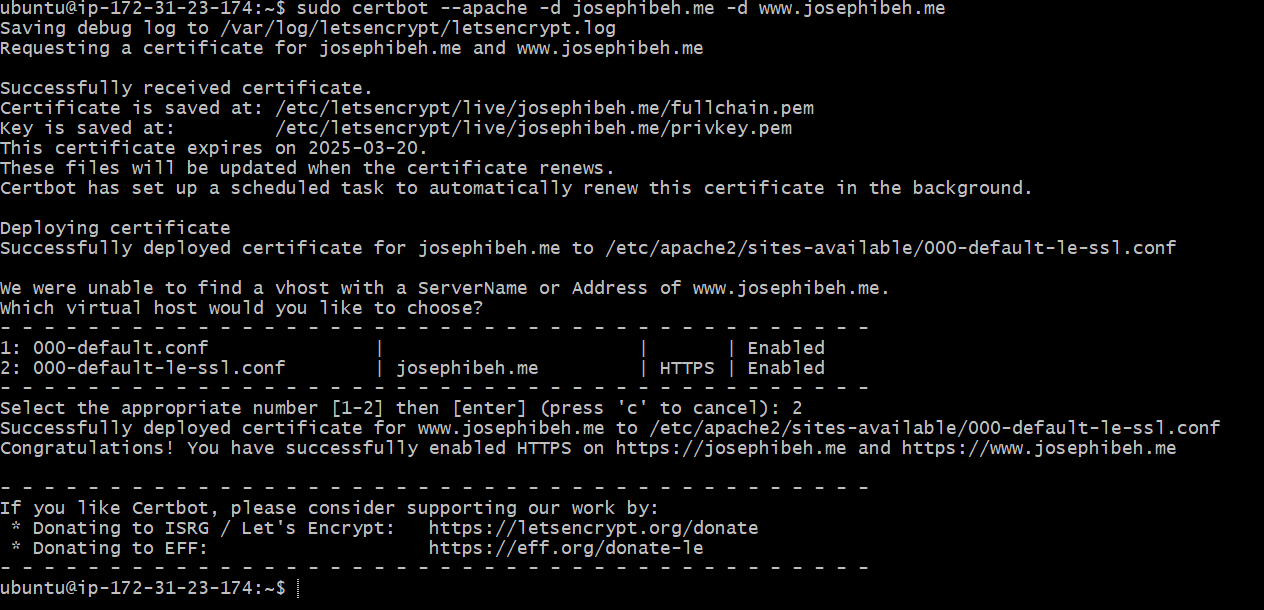 ubuntu@ip-172-31-23-174:~$ sudo certbot --apache -d josephibeh.me -d www.josephibeh.me
Saving debug log to /var/log/letsencrypt/letsencrypt.log
Requesting a certificate for josephibeh.me and www.josephibeh.me

Successfully received certificate.
Certificate is saved at: /etc/letsencrypt/live/josephibeh.me/fullchain.pem
Key is saved at:         /etc/letsencrypt/live/josephibeh.me/privkey.pem
This certificate expires on 2025-03-20.
These files will be updated when the certificate renews.
Certbot has set up a scheduled task to automatically renew this certificate in the background.

Deploying certificate
Successfully deployed certificate for josephibeh.me to /etc/apache2/sites-available/000-default-le-ssl.conf

We were unable to find a vhost with a ServerName or Address of www.josephibeh.me.
Which virtual host would you like to choose?
- - - - - - - - - - - - - - - - - - - - - - - - - - - - - - - - - - - - - - - -
1: 000-default.conf               |                       |       | Enabled
2: 000-default-le-ssl.conf        | josephibeh.me         | HTTPS | Enabled
- - - - - - - - - - - - - - - - - - - - - - - - - - - - - - - - - - - - - - - -
Select the appropriate number [1-2] then [enter] (press 'c' to cancel): 2
Successfully deployed certificate for www.josephibeh.me to /etc/apache2/sites-available/000-default-le-ssl.conf
Congratulations! You have successfully enabled HTTPS on https://josephibeh.me and https://www.josephibeh.me

- - - - - - - - - - - - - - - - - - - - - - - - - - - - - - - - - - - - - - - -
If you like Certbot, please consider supporting our work by:
 * Donating to ISRG / Let's Encrypt:   https://letsencrypt.org/donate
 * Donating to EFF:                    https://eff.org/donate-le
- - - - - - - - - - - - - - - - - - - - - - - - - - - - - - - - - - - - - - - -
ubuntu@ip-172-31-23-174:~$